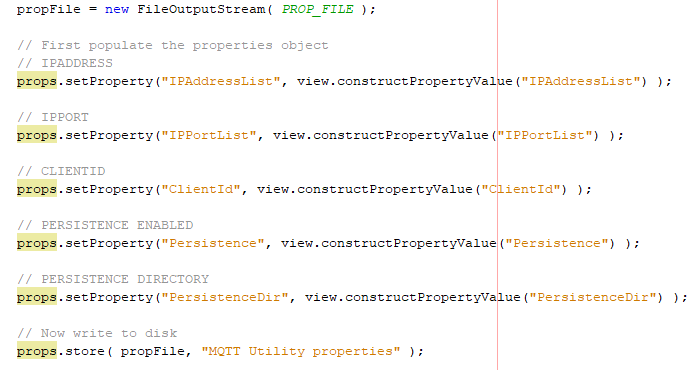 propFile = new FileOutputStream( PROP_FILE );
// First populate the properties object
// IPADDRESS
props.setProperty("IPAddressList", view.constructPropertyValue("IPAddressList") );
// IPPORT
props.setProperty("IPPortList", view.constructPropertyValue("IPPortList") );
// CLIENTID
props.setProperty("ClientId", view.constructPropertyValue("ClientId") );
// PERSISTENCE ENABLED
props.setProperty("Persistence", view.constructPropertyValue("Persistence") );
// PERSISTENCE DIRECTORY
props.setProperty("PersistenceDir", view.constructPropertyValue("PersistenceDir") );
// Now write to disk
props.store( propFile, "MQTT Utility properties" );